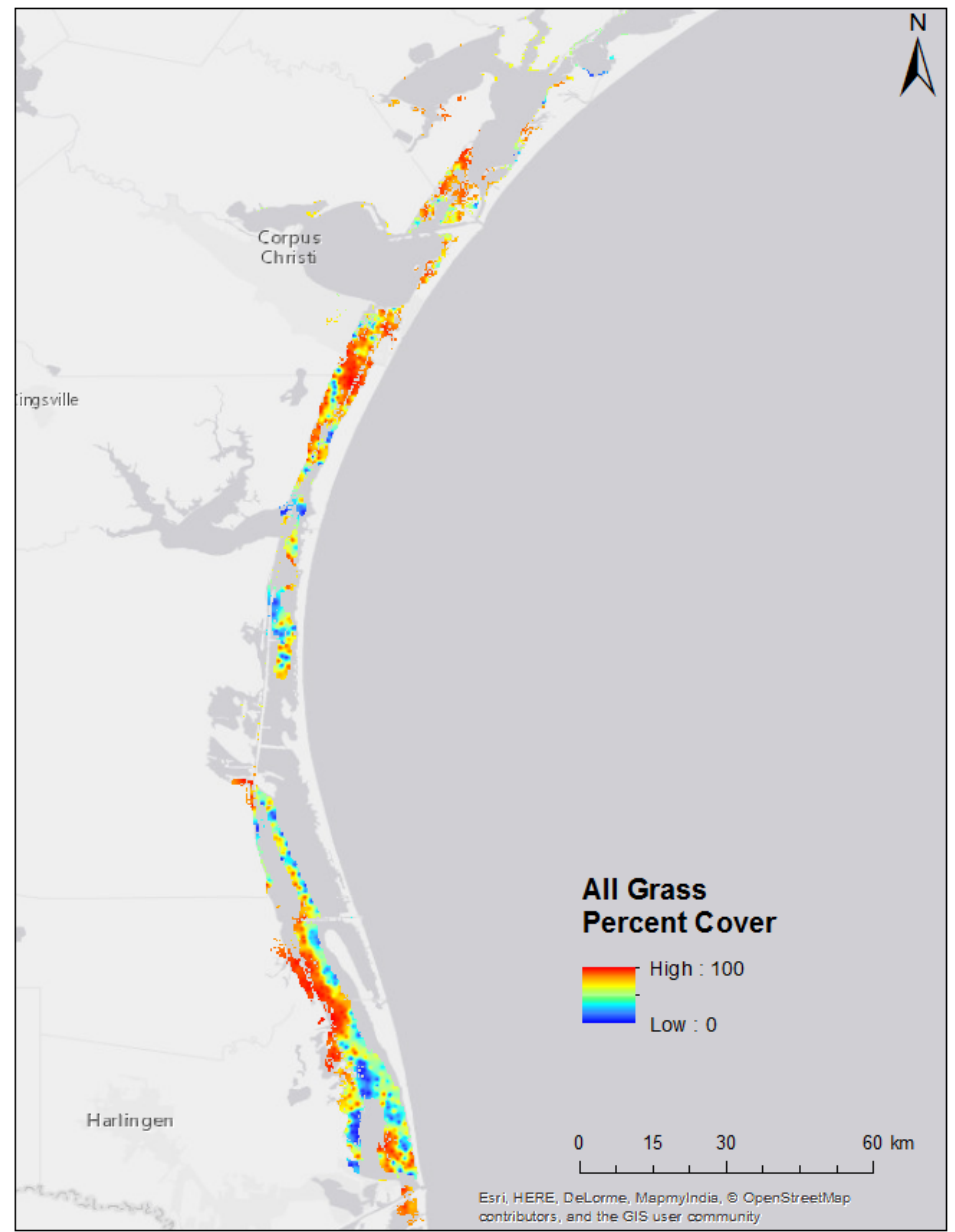 N
Corpus
Christi
ingsville
All Grass
Percent Cover
High : 100
Low : 0
Harlingen
0 15 30 60 km
Esri, HERE, DeLorme, MapmyIndia, © OpenStreetMap
contributors, and the GIS user community